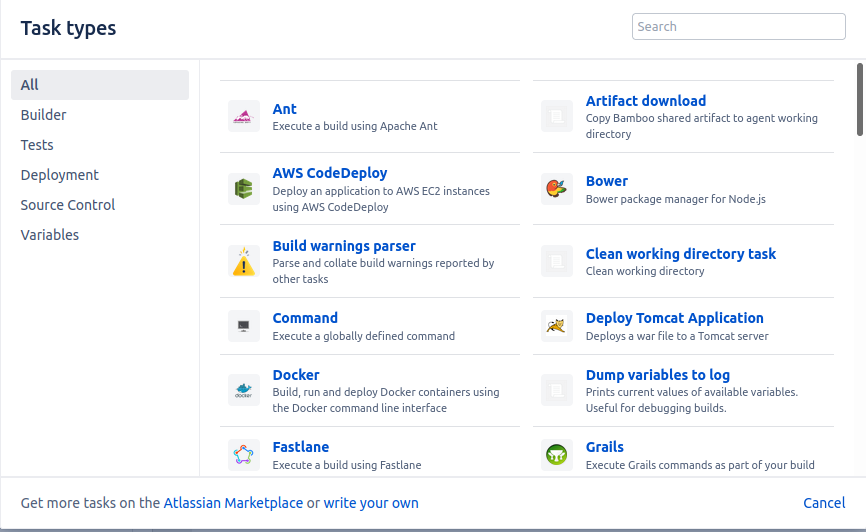 Task types
Search
All
Builder
Tests
Deployment
Source Control
Variables
Ant
Execute a build using Apache Ant
Artifact download
Copy Bamboo shared artifact to agent working
directory
AWS CodeDeploy
Deploy an application to AWS EC2 instances
using AWS CodeDeploy
Bower
Bower package manager for Node.js
Build warnings parser
Parse and collate build warnings reported by
other tasks
Clean working directory task
Clean working directory
Command
Execute a globally defined command
Deploy Tomcat Application
Deploys a war file to a Tomcat server
docker
Docker
Build, run and deploy Docker containers using
the Docker command line interface
Dump variables to log
Prints current values of available variables.
Useful for debugging builds.
Fastlane
Execute a build using Fastlane
Grails
Execute Grails commands as part of your build
Get more tasks on the Atlassian Marketplace or write your own
Cancel